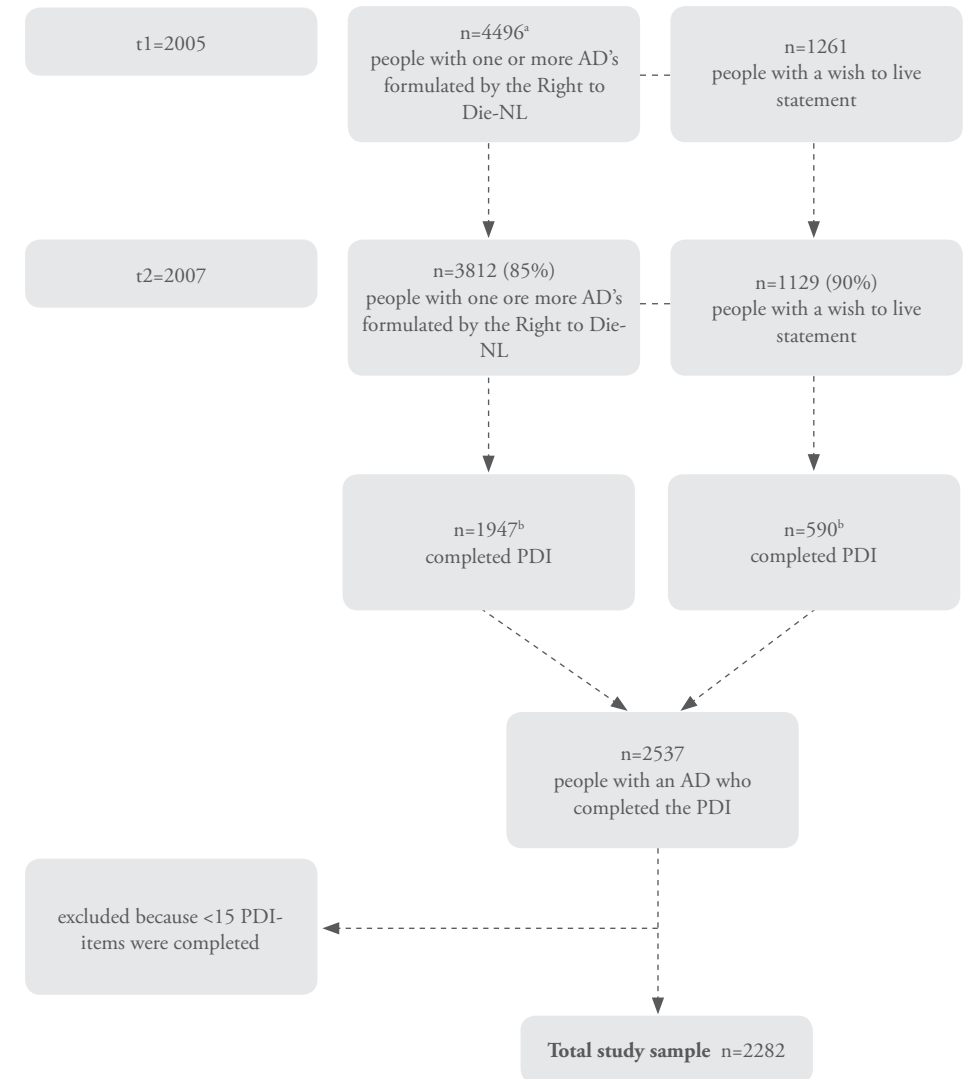 t1=2005
n=4496ᵃ
people with one or more AD’s
formulated by the Right to
Die-NL
n=1261
people with a wish to live
statement
t2=2007
n=3812 (85%)
people with one ore more AD’s
formulated by the Right to Die-
NL
n=1129 (90%)
people with a wish to live
statement
n=1947ᵇ
completed PDI
n=590ᵇ
completed PDI
n=2537
people with an AD who
completed the PDI
excluded because <15 PDI-
items were completed
Total study sample n=2282